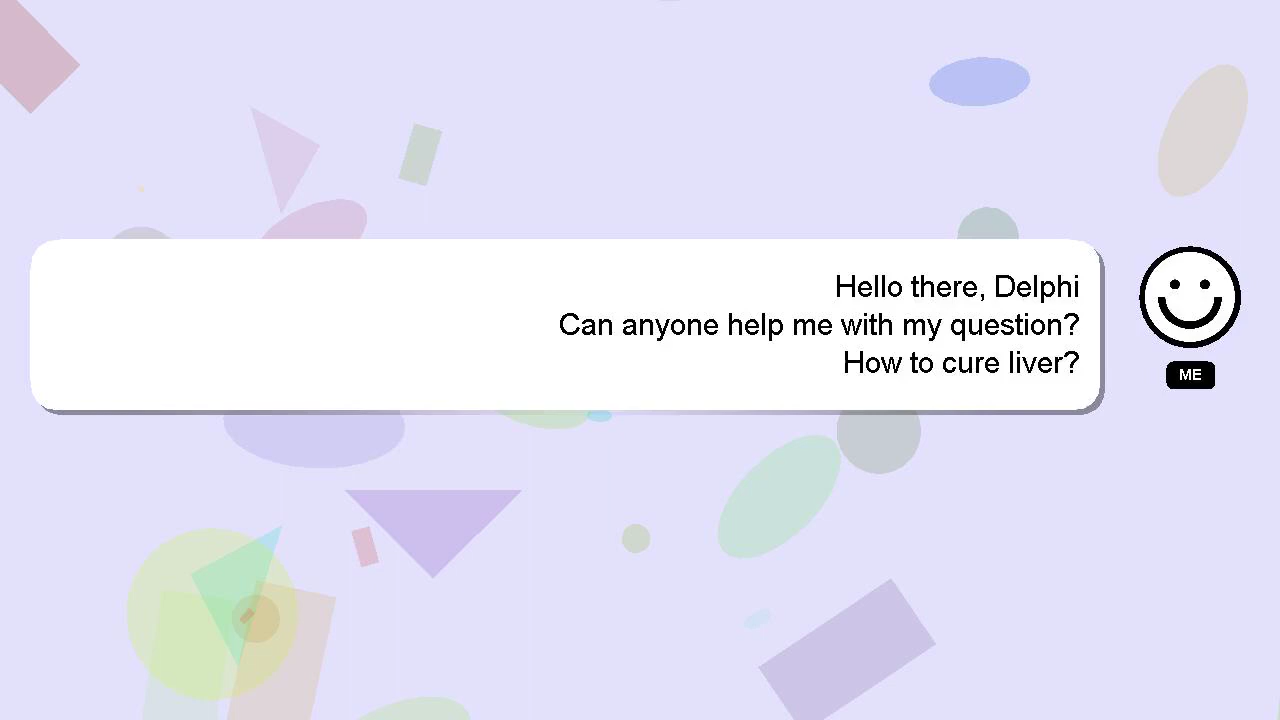 Hello there, Delphi
Can anyone help me with my question?
How to cure liver?
ME